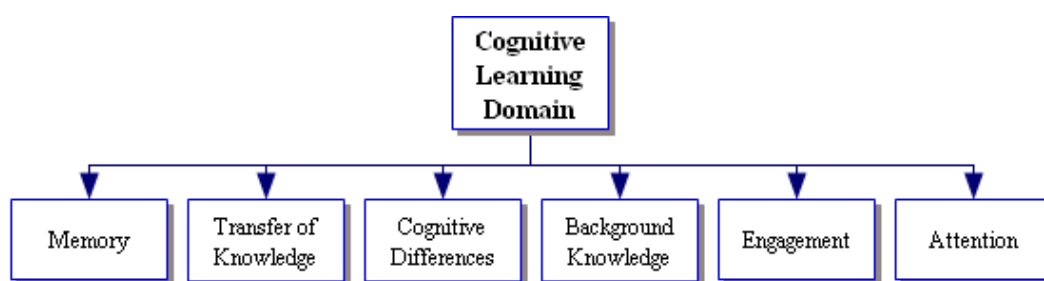 Cognitive
Learning
Domain
Memory
Transfer of
Knowledge
Cognitive
Differences
Background
Knowledge
Engagement
Attention